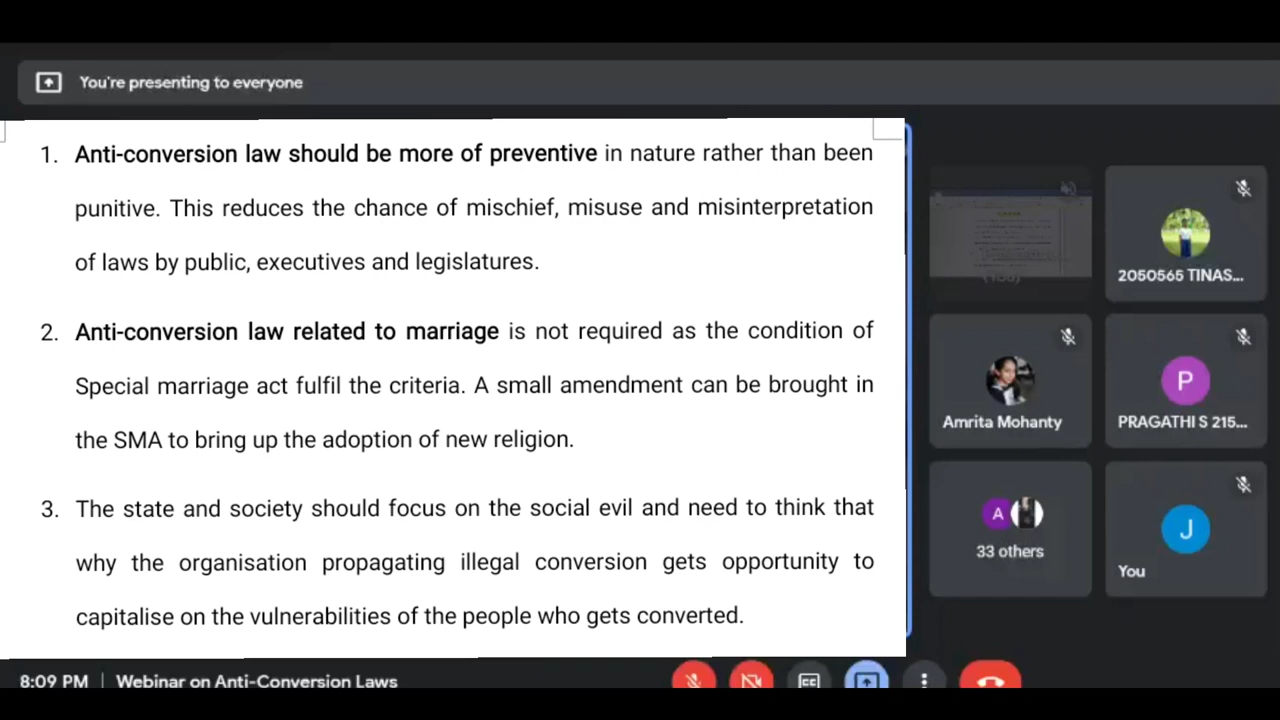 You're presenting to everyone
1. Anti-conversion law should be more of preventive in nature rather than been
punitive. This reduces the chance of mischief, misuse and misinterpretation
of laws by public, executives and legislatures.
2. Anti-conversion law related to marriage is not required as the condition of
Special marriage act fulfil the criteria. A small amendment can be brought in
the SMA to bring up the adoption of new religion.
3. The state and society should focus on the social evil and need to think that
why the organisation propagating illegal conversion gets opportunity to
capitalise on the vulnerabilities of the people who gets converted.
2050565 TINAS...
Amrita Mohanty
P
PRAGATHI S 215...
A
33 others
J
You
8:09 PM | Webinar on Anti-Conversion Laws
CC